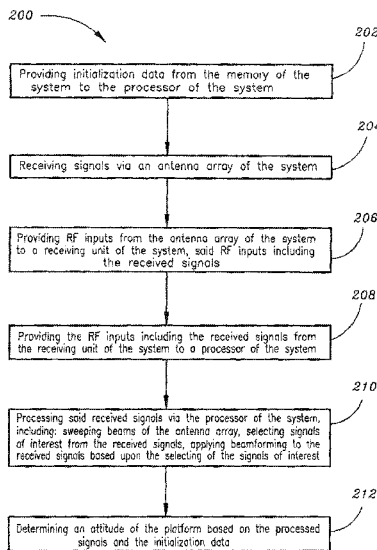 200
202
Providing initialization data from the memory of the
system to the processor of the system
204
Receiving signals via an antenna array of the system
206
Providing RF inputs from the antenna array of the system
to a receiving unit of the system, said RF inputs including
the received signals
208
Providing the RF inputs including the received signals from
the receiving unit of the system to a processor of the system
210
Processing said received signals via the processor of the system,
including: sweeping beams of the antenna array, selecting signals
of interest from the received signals, applying beamforming to the
received signals based upon the selecting of the signals of interest
212
Determining an attitude of the platform based on the processed
signals and the initialization data